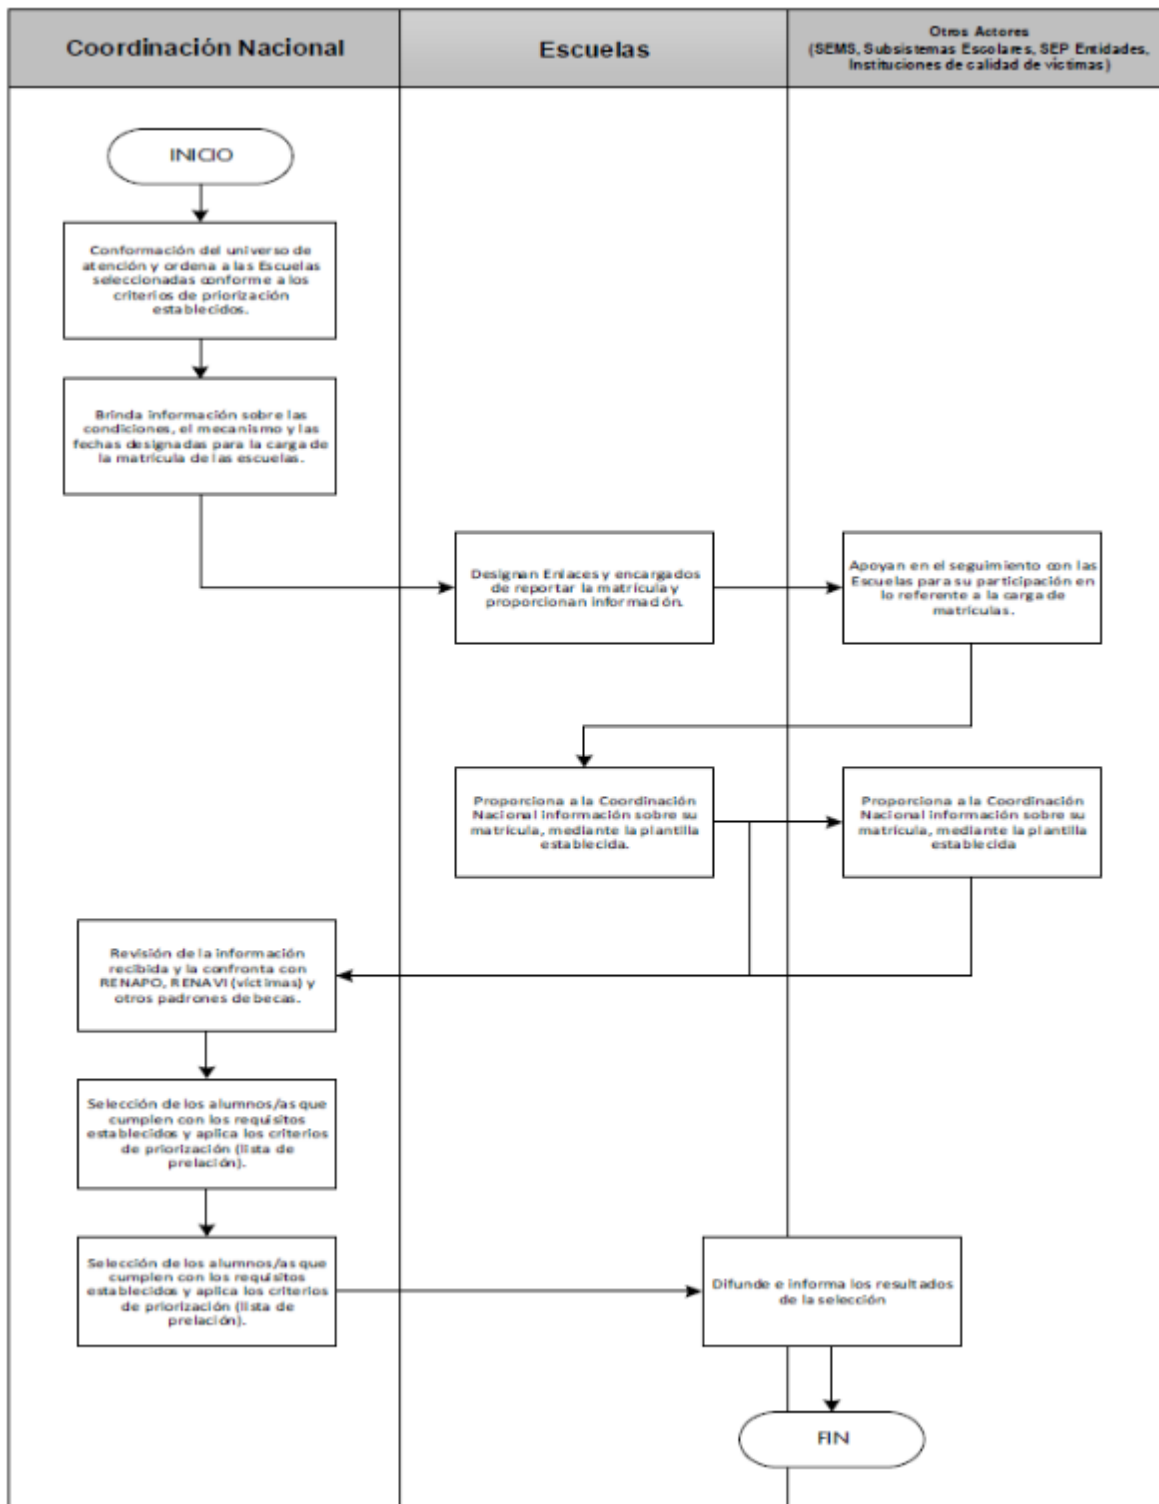 Coordinación Nacional
Escuelas
Otros Actores
(SEMS, Subsistemas Escolares, SEP Entidades,
Instituciones de calidad de víctimas)
INICIO
Conformación del universo de
atención y ordena a las Escuelas
seleccionadas conforme a los
criterios de priorización
establecidos.
Brinda información sobre las
condiciones, el mecanismo y las
fechas designadas para la carga de
la matrícula de las escuelas.
Designan Enlaces y encargados
de reportar la matrícula y
proporcionan información.
Apoyan en el seguimiento con las
Escuelas para su participación en
lo referente a la carga de
matrículas.
Proporciona a la Coordinación
Nacional información sobre su
matrícula, mediante la plantilla
establecida.
Proporciona a la Coordinación
Nacional información sobre su
matrícula, mediante la plantilla
establecida
Revisión de la información
recibida y la confronta con
RENAPO, RENAVI (víctimas) y
otros padrones de becas.
Selección de los alumnos/as que
cumplen con los requisitos
establecidos y aplica los criterios
de priorización (lista de
prelación).
Selección de los alumnos/as que
cumplen con los requisitos
establecidos y aplica los criterios
de priorización (lista de
prelación).
Difunde e informa los resultados
de la selección
FIN